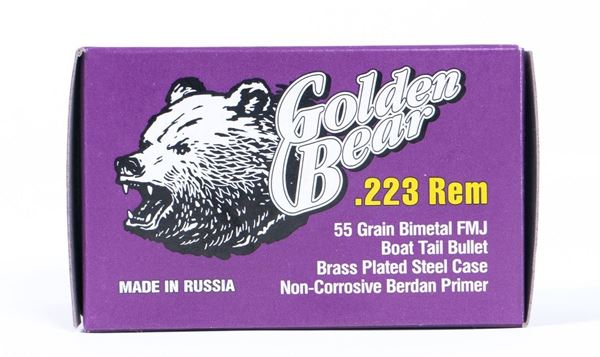 Golden
Bear
.223 Rem
55 Grain Bimetal FMJ
Boat Tail Bullet
Brass Plated Steel Case
MADE IN RUSSIA
Non-Corrosive Berdan Primer